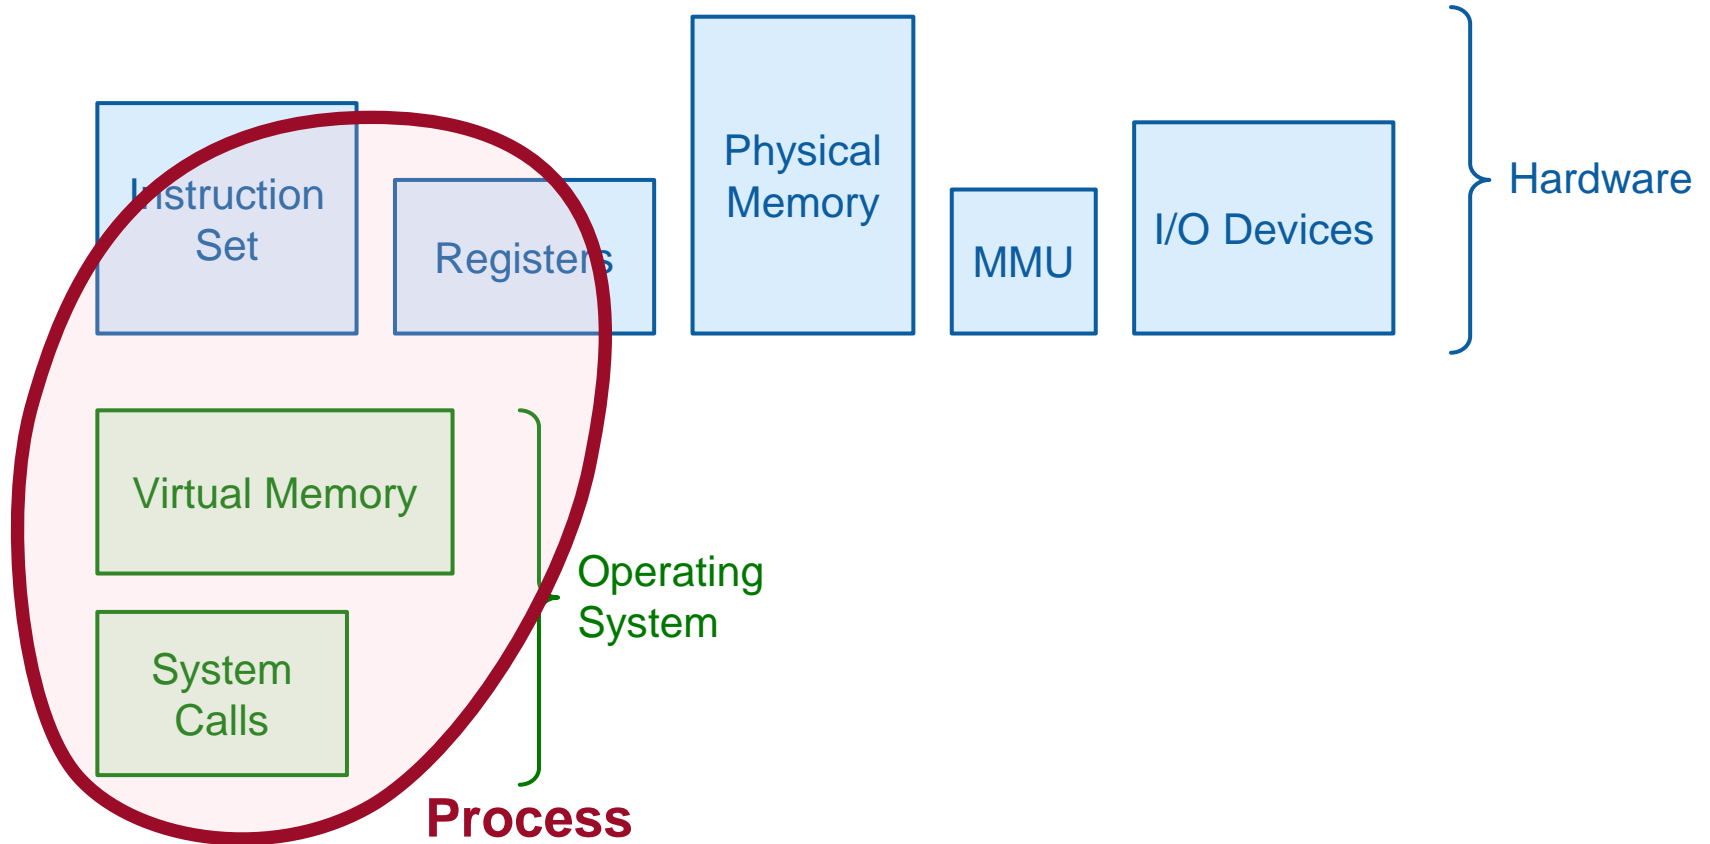 Instruction
Set
Registers
Physical
Memory
MMU
I/O Devices
Hardware
Virtual Memory
Operating
System
System
Calls
Process